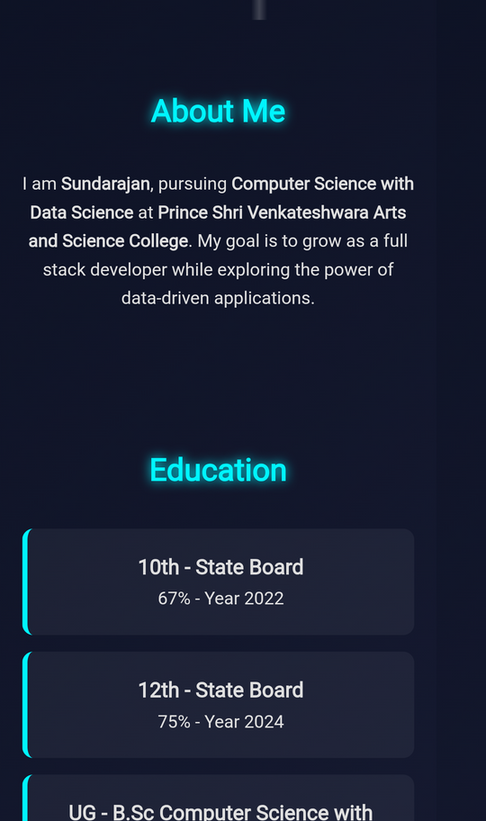 About Me
I am Sundarajan, pursuing Computer Science with
Data Science at Prince Shri Venkateshwara Arts
and Science College. My goal is to grow as a full
stack developer while exploring the power of
data-driven applications.
Education
10th - State Board
67% - Year 2022
12th - State Board
75% - Year 2024
UG - B.Sc Computer Science with